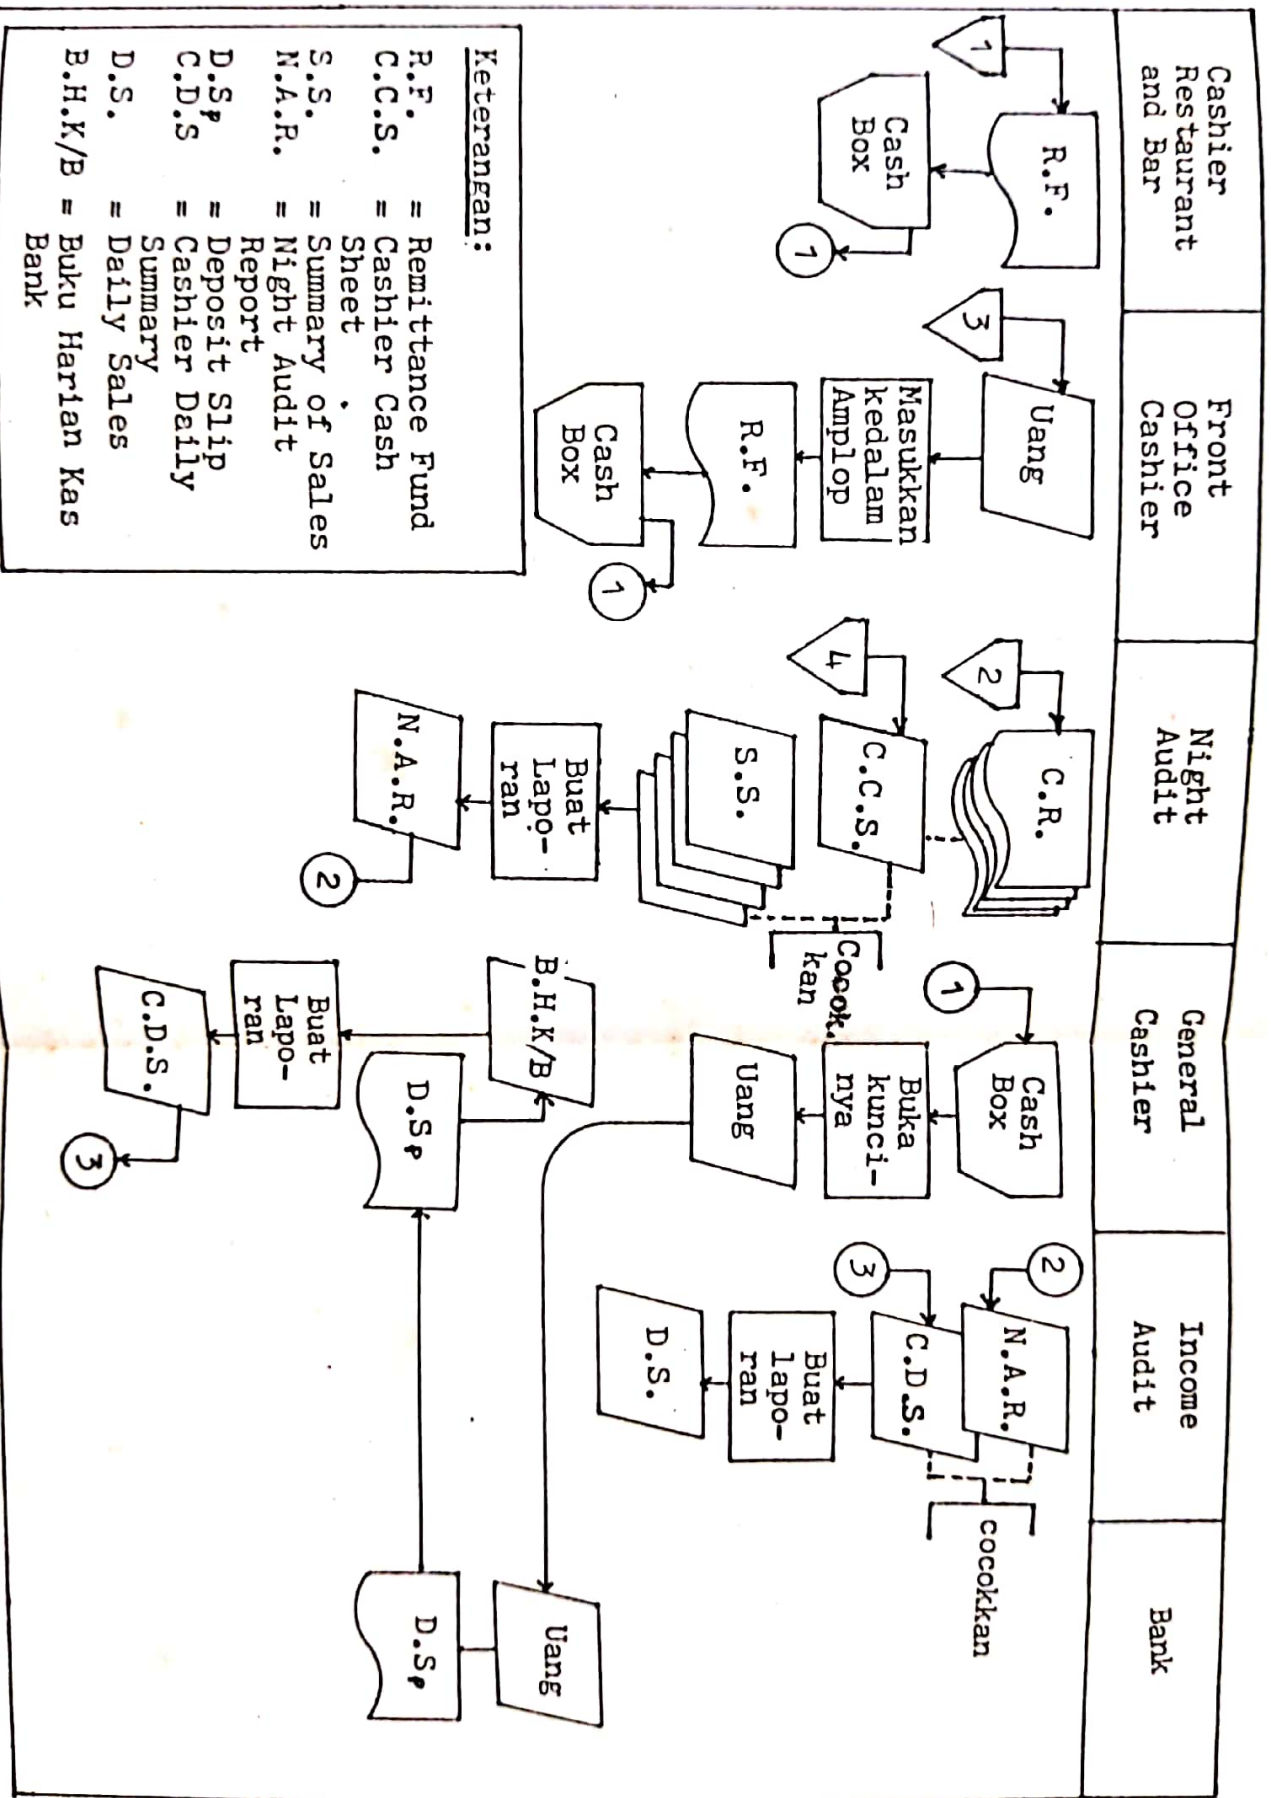 Cashier
Restaurant
and Bar
Front
Office
Cashier
Night
Audit
General
Cashier
Income
Audit
Bank
1
R.F.
Cash
Box
1
3
Uang
Masukkan
kedalam
Amplop
R.F.
Cash
Box
1
2
C.R.
4
C.C.S.
S.S.
Cocok.
kan
Buat
Lapo-
ran
N.A.R.
2
1
Cash
Box
Buka
kunci-
nya
Uang
B.H.K/B
D.Sp
Buat
Lapo-
ran
C.D.S.
3
2
N.A.R.
3
C.D.S.
cocokkan
Buat
lapo-
ran
D.S.
Uang
D.Sp
Keterangan:
R.F. = Remittance Fund
C.C.S. = Cashier Cash
Sheet
S.S. = Summary of Sales
N.A.R. = Night Audit
Report
D.Sp = Deposit Slip
C.D.S = Cashier Daily
Summary
D.S. = Daily Sales
B.H.K/B = Buku Harian Kas
Bank